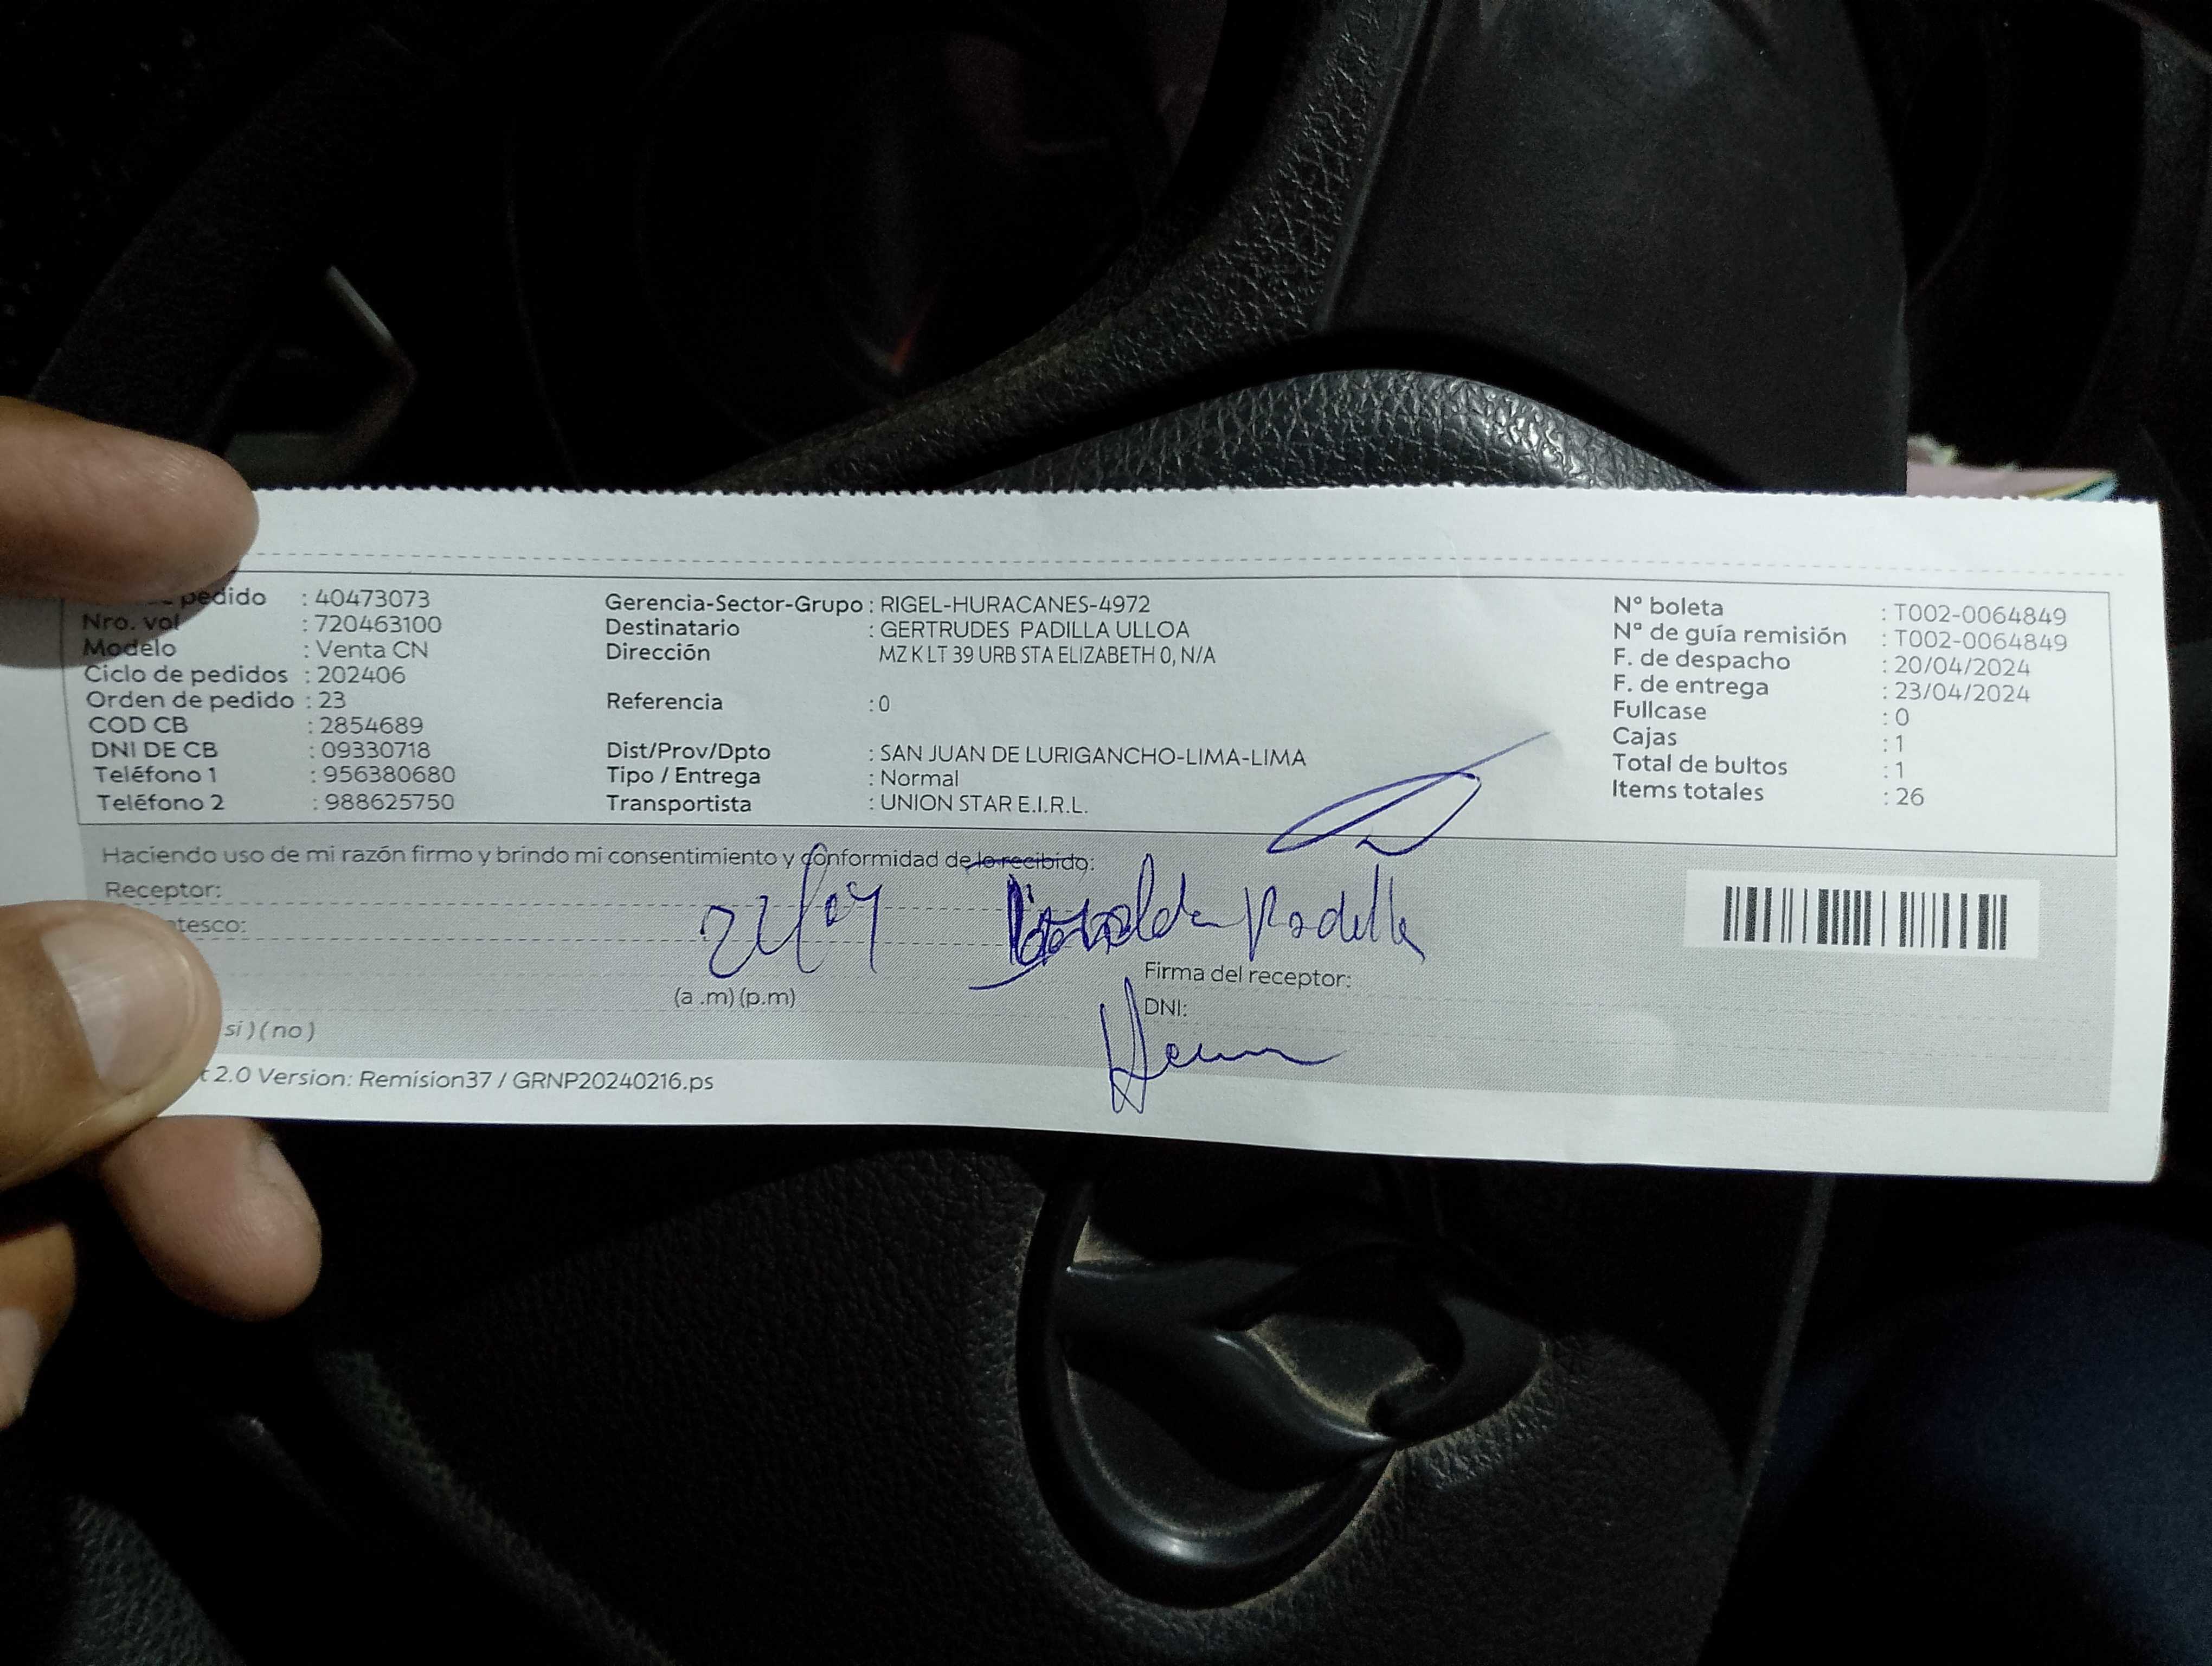 pedido : 40473073
Nro. vol : 720463100
Modelo : Venta CN
Ciclo de pedidos : 202406
Orden de pedido : 23
COD CB : 2854689
DNI DE CB : 09330718
Teléfono 1 : 956380680
Teléfono 2 : 988625750
Gerencia-Sector-Grupo : RIGEL-HURACANES-4972
Destinatario : GERTRUDES PADILLA ULLOA
Dirección MZ K LT 39 URB STA ELIZABETH 0, N/A
Referencia : 0
Dist/Prov/Dpto : SAN JUAN DE LURIGANCHO-LIMA-LIMA
Tipo / Entrega : Normal
Transportista : UNION STAR E.I.R.L.
N° boleta : T002-0064849
N° de guía remisión : T002-0064849
F. de despacho : 20/04/2024
F. de entrega : 23/04/2024
Fullcase : 0
Cajas : 1
Total de bultos : 1
Items totales : 26
Haciendo uso de mi razón firmo y brindo mi consentimiento y conformidad de lo recibido:
Receptor:
tesco:
Padilla
Firma del receptor:
(a .m) (p.m)
DNI:
si ) ( no )
2.0 Version: Remision37 / GRNP20240216.ps